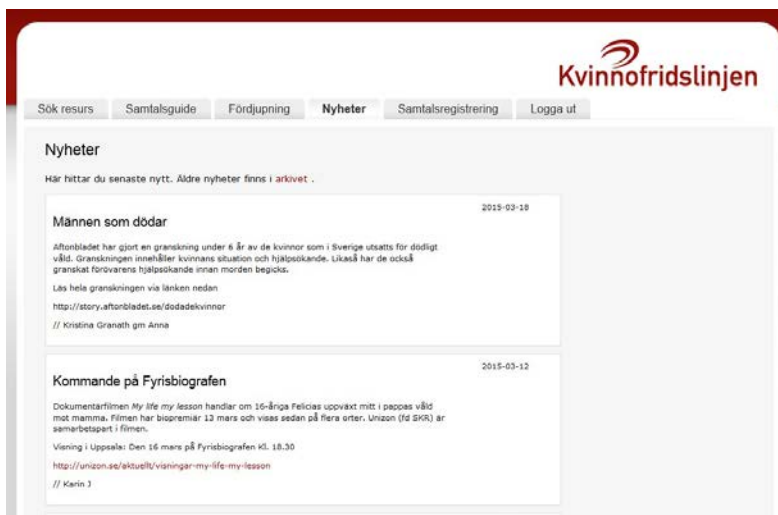 Kvinnofridslinjen
Sök resurs Samtalsguide Fördjupning Nyheter Samtalsregistrering Logga ut
Nyheter
Här hittar du senaste nytt. Äldre nyheter finns i arkivet .
2015-03-18
Männen som dödar
Aftonbladet har gjort en granskning under 6 år av de kvinnor som i Sverige utsatts för dödligt
våld. Granskningen innehåller kvinnans situation och hjälpsökande. Likaså har de också
granskat förövarens hjälpsökande innan morden begicks.
Läs hela granskningen via länken nedan
http://story.aftonbladet.se/dodadekvinnor
// Kristina Granath gm Anna
2015-03-12
Kommande på Fyrisbiografen
Dokumentärfilmen My life my lesson handlar om 16-åriga Felicias uppväxt mitt i pappas våld
mot mamma. Filmen har biopremiär 13 mars och visas sedan på flera orter. Unizon (fd SKR) är
samarbetspart i filmen.
Visning i Uppsala: Den 16 mars på Fyrisbiografen Kl. 18.30
http://unizon.se/aktuellt/visningar-my-life-my-lesson
// Karin J